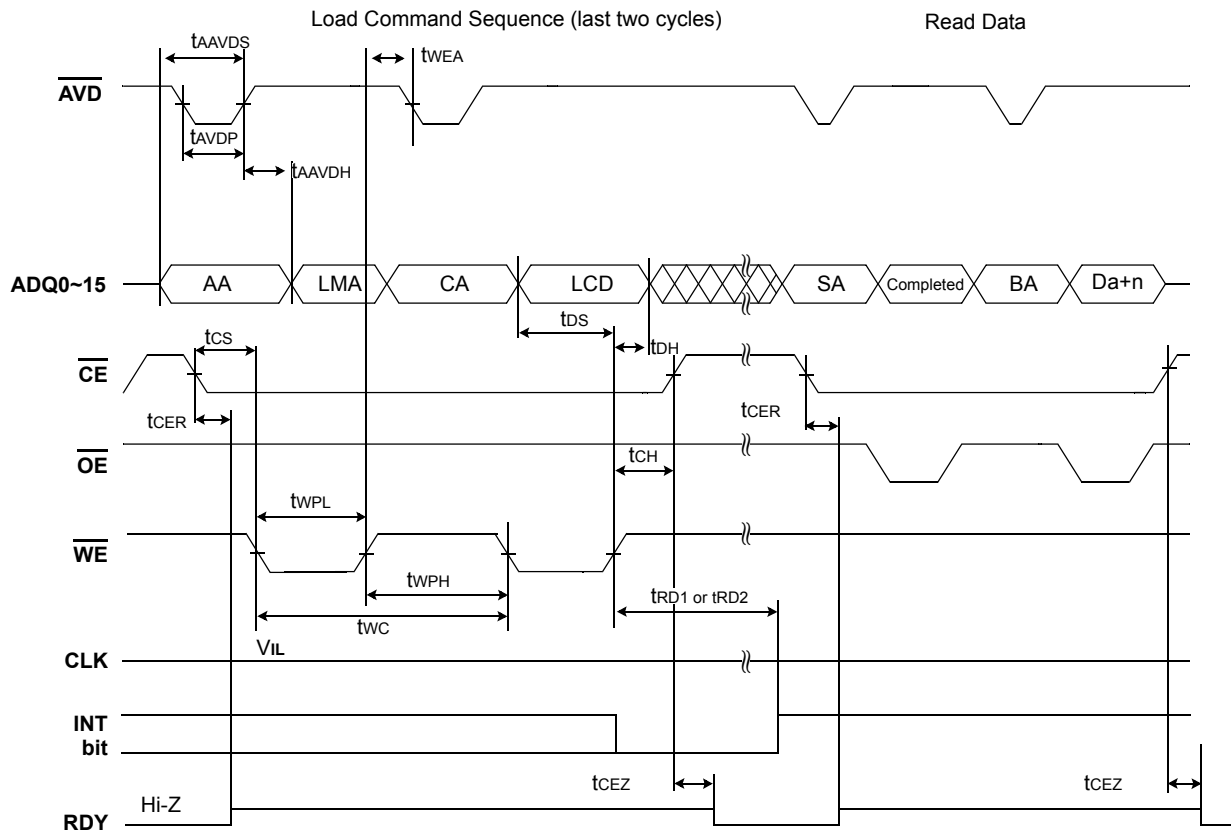 Load Command Sequence (last two cycles)
Read Data
tAAVDS
tWEA
AVD
tAVDP
tAAVDH
ADQ0~15
AA
LMA
CA
LCD
SA
Completed
BA
Da+n
tCS
tDS
tDH
CE
tCER
tCER
OE
tCH
tWPL
WE
tWPH
tRD1 or tRD2
tWC
VIL
CLK
INT
bit
tCEZ
tCEZ
Hi-Z
RDY